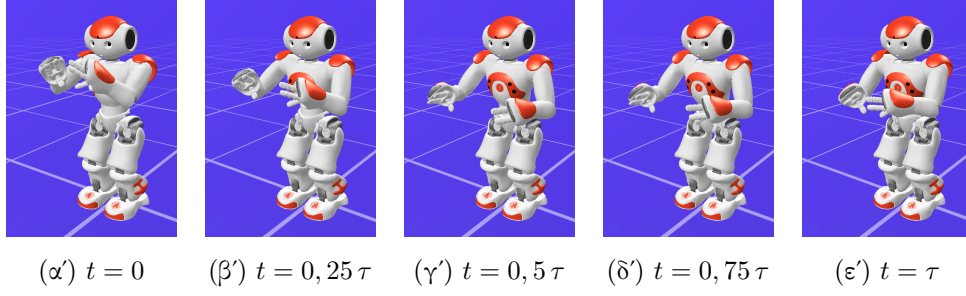 (α΄) t = 0 (β΄) t = 0, 25 τ (γ΄) t = 0, 5 τ (δ΄) t = 0, 75 τ (ε΄) t = τ